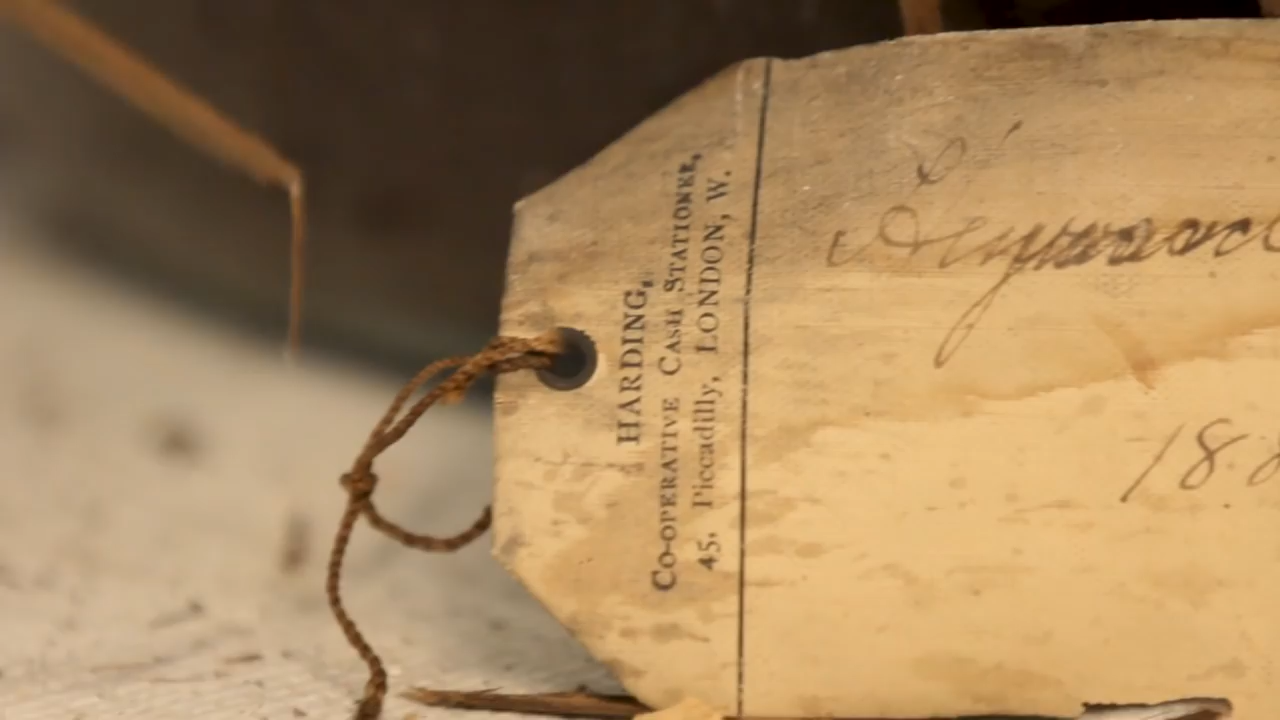 HARDING,
CO-OPERATIVE CASH STATIONER,
45, Piccadilly, LONDON, W.
18